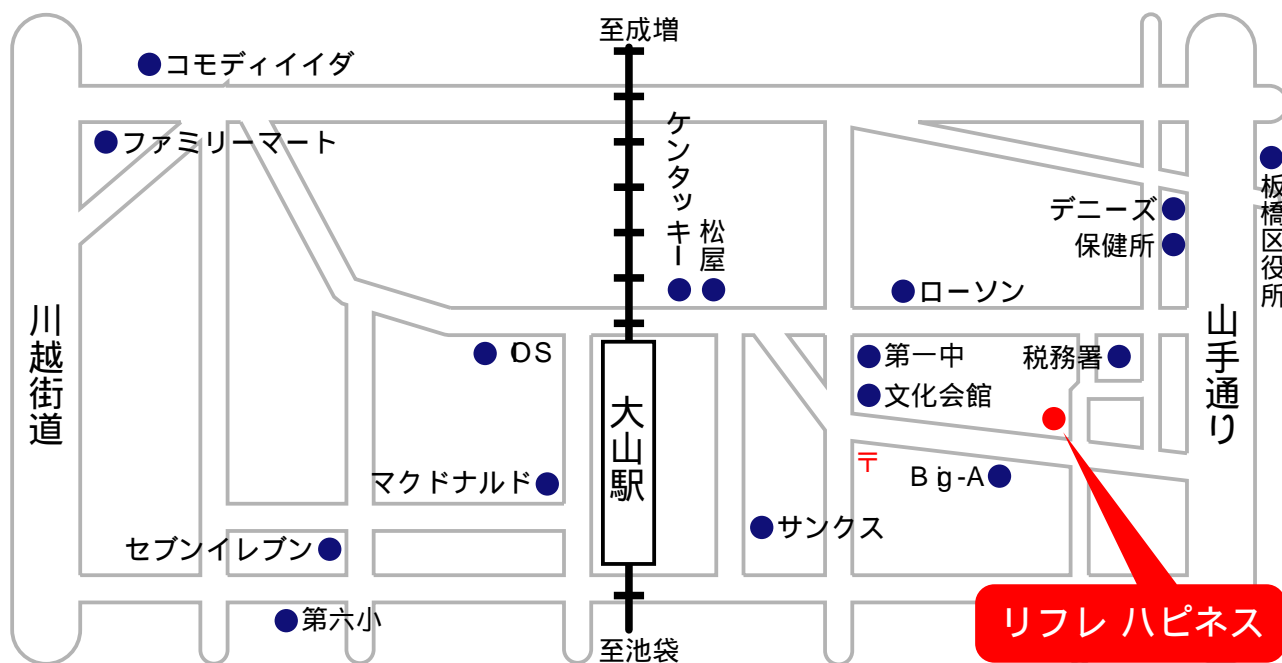 至成増
コモディイイダ
ファミリーマート
ケンタッキー
松屋
板橋区役所
デニーズ
保健所
ローソン
川越街道
山手通り
OS
第一中
税務署
文化会館
大山駅
〒
マクドナルド
Big-A
サンクス
セブンイレブン
第六小
リフレ ハピネス
至池袋